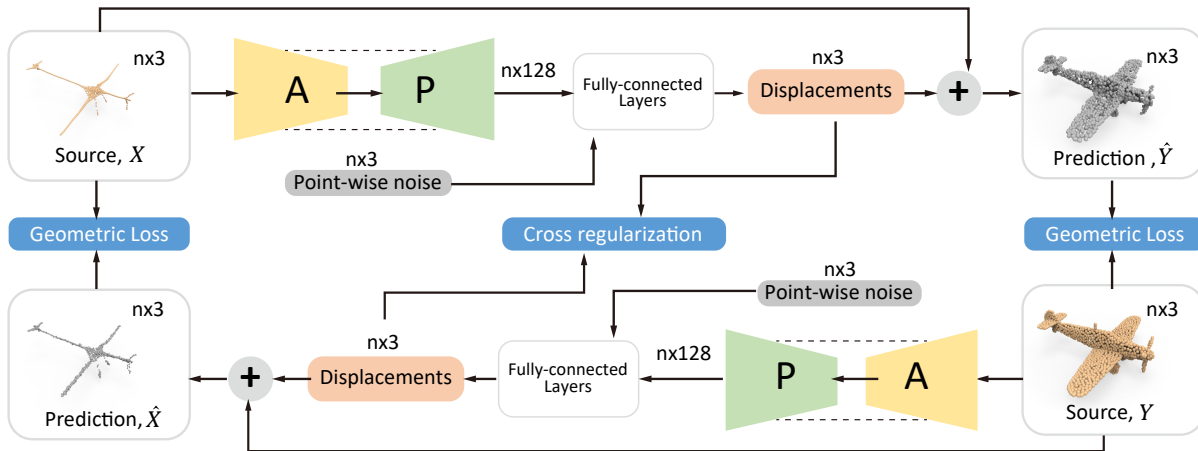 nx3
Source, X
A
P
nx128
Fully-connected
Layers
nx3
Displacements
+
nx3
Prediction , Ŷ
nx3
Point-wise noise
Geometric Loss
Cross regularization
Geometric Loss
nx3
Prediction, X̂
+
nx3
Displacements
Fully-connected
Layers
nx128
nx3
Point-wise noise
P
A
nx3
Source, Y